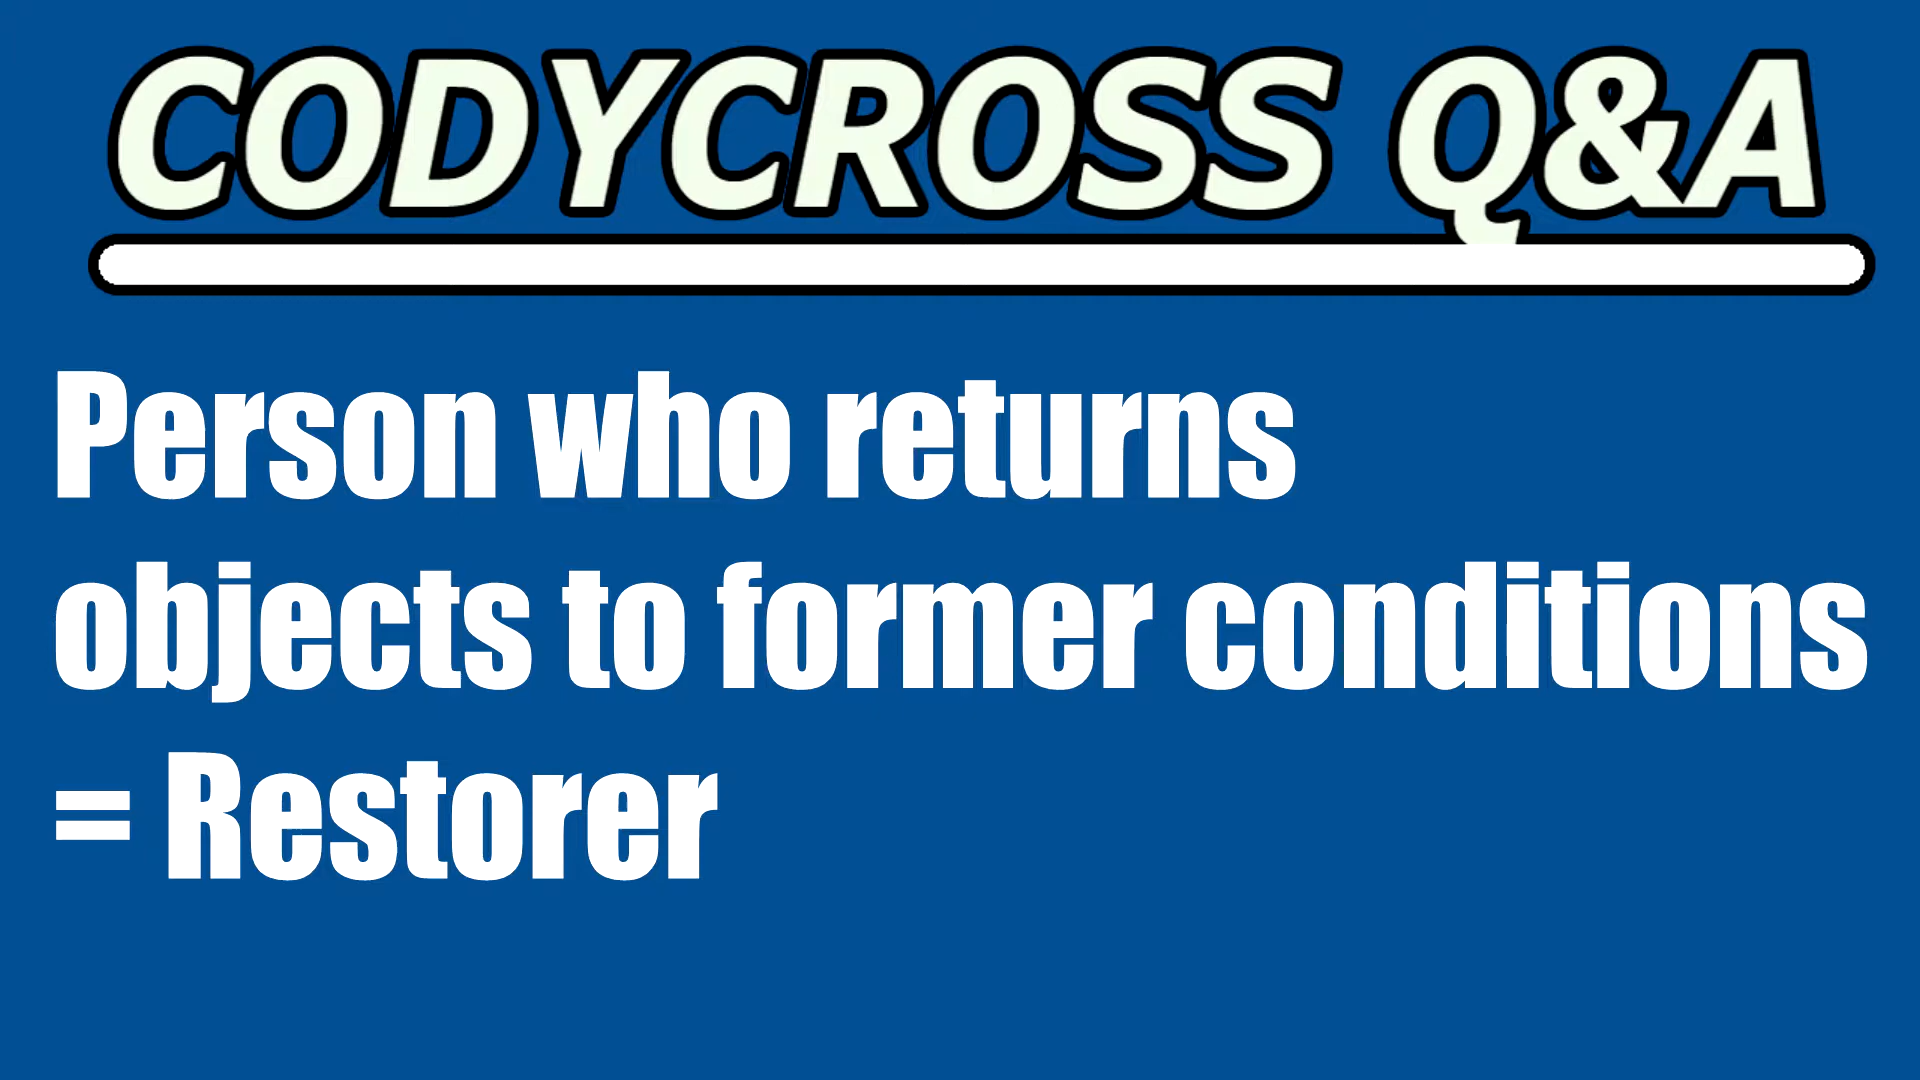 CODYCROSS Q&A
Person who returns
objects to former conditions
= Restorer